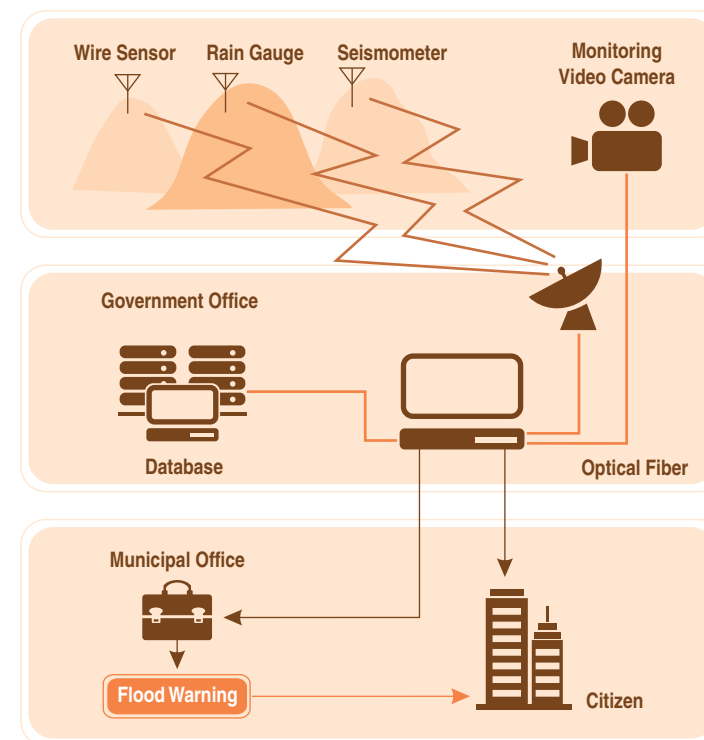 Wire Sensor
Rain Gauge
Seismometer
Monitoring
Video Camera
Government Office
Database
Optical Fiber
Municipal Office
Flood Warning
Citizen